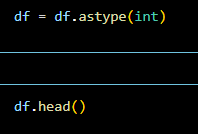 df = df.astype(int)
df.head()